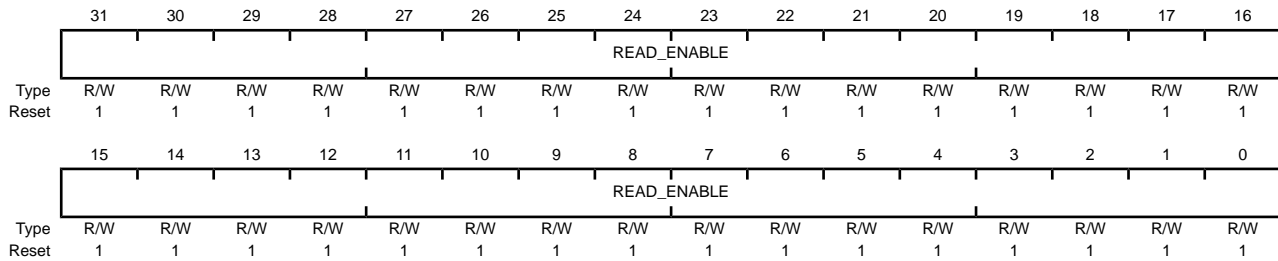 31 30 29 28 27 26 25 24 23 22 21 20 19 18 17 16
READ_ENABLE
Type R/W R/W R/W R/W R/W R/W R/W R/W R/W R/W R/W R/W R/W R/W R/W R/W
Reset 1 1 1 1 1 1 1 1 1 1 1 1 1 1 1 1
15 14 13 12 11 10 9 8 7 6 5 4 3 2 1 0
READ_ENABLE
Type R/W R/W R/W R/W R/W R/W R/W R/W R/W R/W R/W R/W R/W R/W R/W R/W
Reset 1 1 1 1 1 1 1 1 1 1 1 1 1 1 1 1